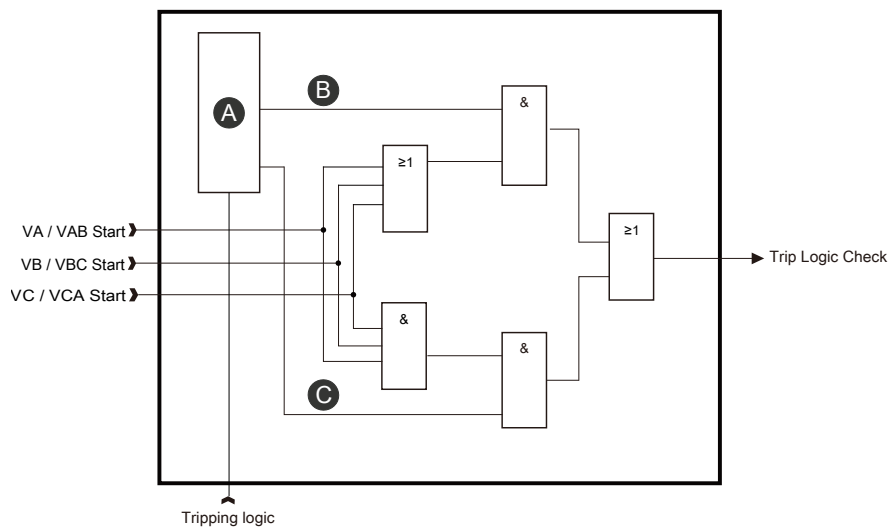 A
B
&
≥1
VA / VAB Start
≥1
VB / VBC Start
Trip Logic Check
VC / VCA Start
&
&
C
Tripping logic